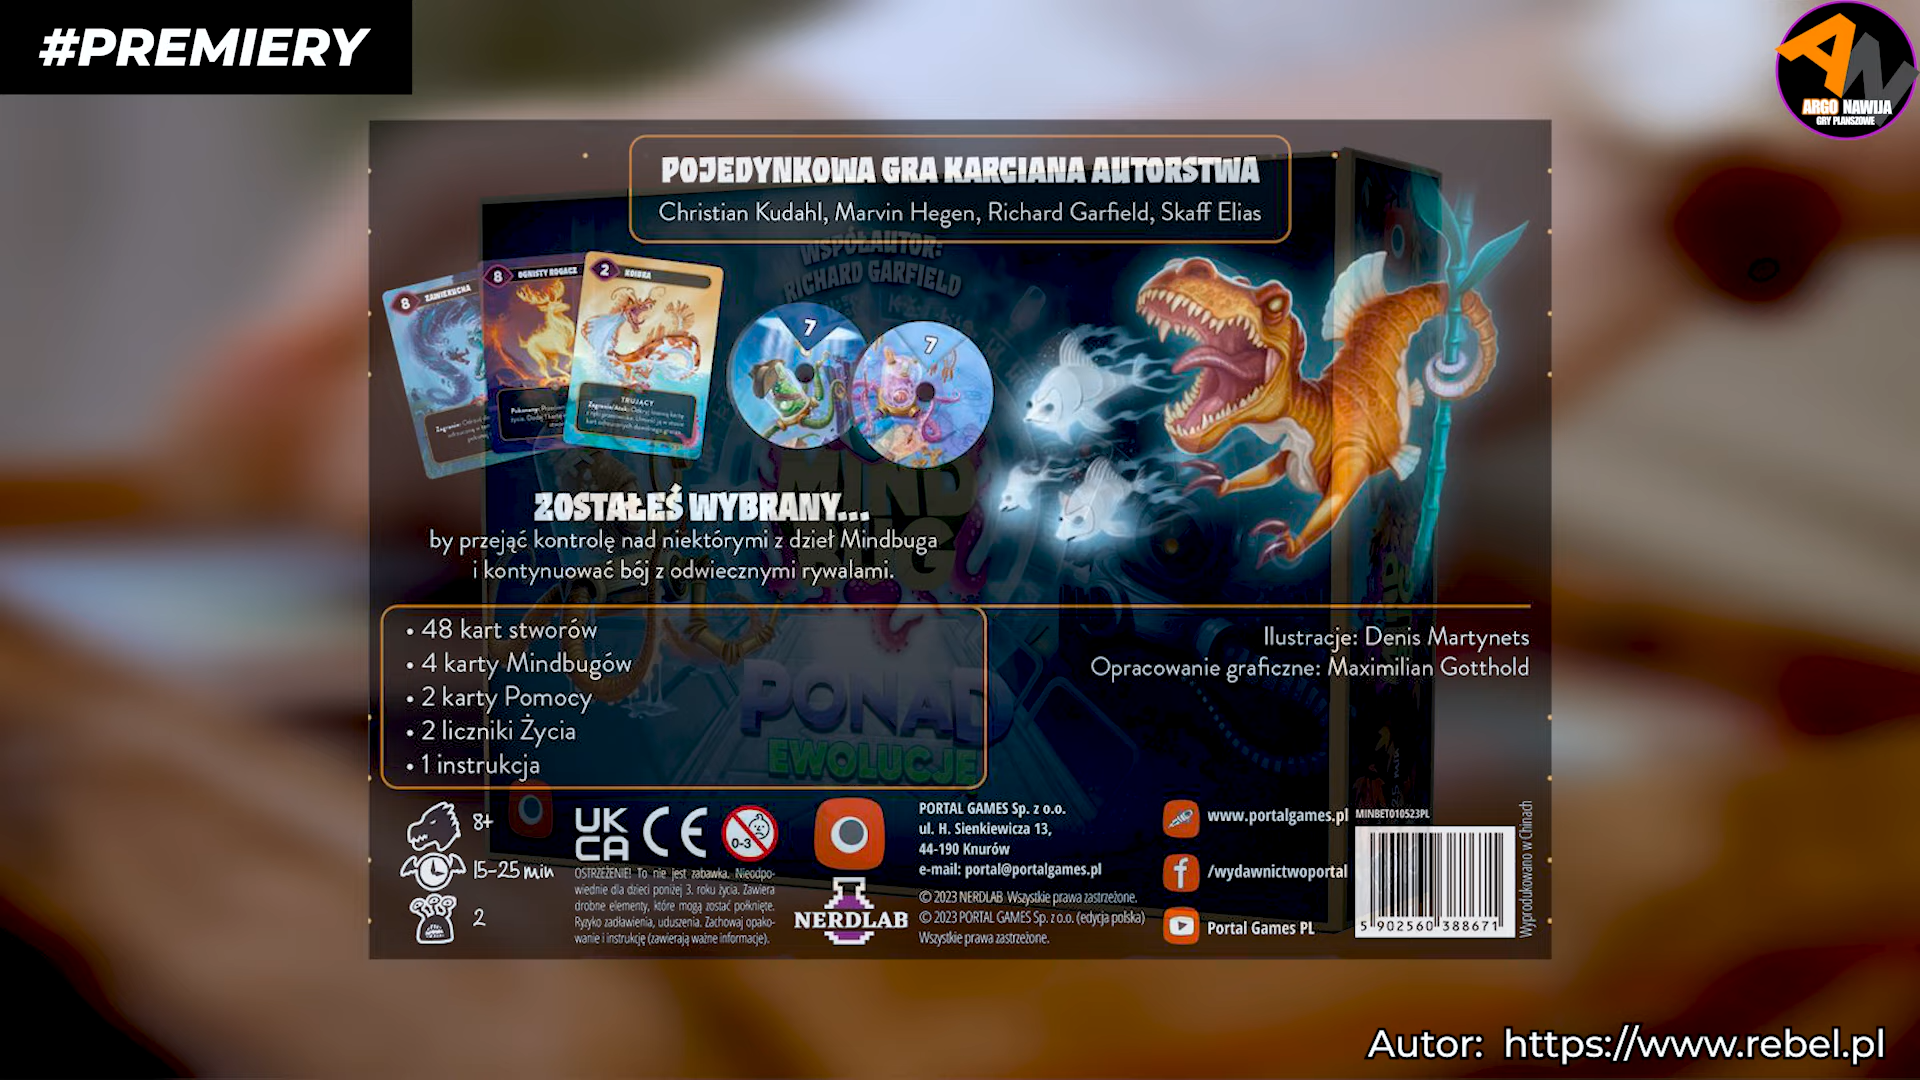 #PREMIERY
ARGO NAWIJA
GRY PLANSZOWE
POJEDYNKOWA GRA KARCIANA AUTORSTWA
Christian Kudahl, Marvin Hegen, Richard Garfield, Skaff Elias
WSPÓŁAUTOR:
RICHARD GARFIELD
8 ZAWIERUCHA
8 OGNISTY ROGACZ
2 KOIBRA
TRUJĄCY
7
7
MIND
BUG
ZOSTAŁEŚ WYBRANY...
by przejąć kontrolę nad niektórymi z dzieł Mindbuga
i kontynuować bój z odwiecznymi rywalami.
• 48 kart stworów
• 4 karty Mindbugów
• 2 karty Pomocy
• 2 liczniki Życia
• 1 instrukcja
PONAD
EWOLUCJĘ
Ilustracje: Denis Martynets
Opracowanie graficzne: Maximilian Gotthold
8+
15-25 min
2
UK
CA
CE
0-3
OSTRZEŻENIE! To nie jest zabawka. Nieodpo-
wiednie dla dzieci poniżej 3. roku życia. Zawiera
drobne elementy, które mogą zostać połknięte.
Ryzyko zadławienia, uduszenia. Zachowaj opako-
wanie i instrukcję (zawierają ważne informacje).
NERDLAB
PORTAL GAMES Sp. z o.o.
ul. H. Sienkiewicza 13,
44-190 Knurów
e-mail: portal@portalgames.pl
© 2023 NERDLAB Wszystkie prawa zastrzeżone.
© 2023 PORTAL GAMES Sp. z o.o. (edycja polska)
Wszystkie prawa zastrzeżone.
www.portalgames.pl
/wydawnictwoportal
Portal Games PL
MINBET010523PL
5 902560 388671
Wyprodukowano w Chinach
Autor: https://www.rebel.pl